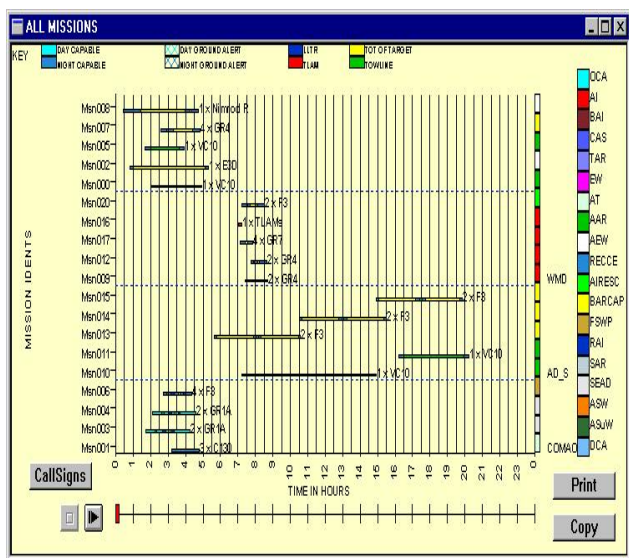 ALL MISSIONS
KEY
DAY CAPABLE
DAY GROUND ALERT
LLTR
TOT OF TARGET
NIGHT CAPABLE
NIGHT GROUND ALERT
TLAM
TOWLINE
MISSION IDENTS
Msn008 1 x Nimrod R
Msn007 4 x GR4
Msn005 1 x VC10
Msn002 1 x E3D
Msn000 1 x VC10
Msn020 2 x F3
Msn016 1 x TLAMs
Msn017 4 x GR7
Msn012 2 x GR4
Msn009 2 x GR4
WMD
Msn015 2 x F3
Msn014 2 x F3
Msn013 2 x F3
Msn011 1 x VC10
Msn010 1 x VC10
AD_S
Msn006 4 x F3
Msn004 2 x GR1A
Msn003 2 x GR1A
Msn001 3 x C130
COMAO
0 1 2 3 4 5 6 7 8 9 10 11 12 13 14 15 16 17 18 19 20 21 22 23 0
TIME IN HOURS
OCA
AI
BAI
CAS
TAR
EW
AT
AAR
AEW
RECCE
AIRESC
BARCAP
FSWP
RAI
SAR
SEAD
ASW
ASuW
DCA
CallSigns
Print
Copy